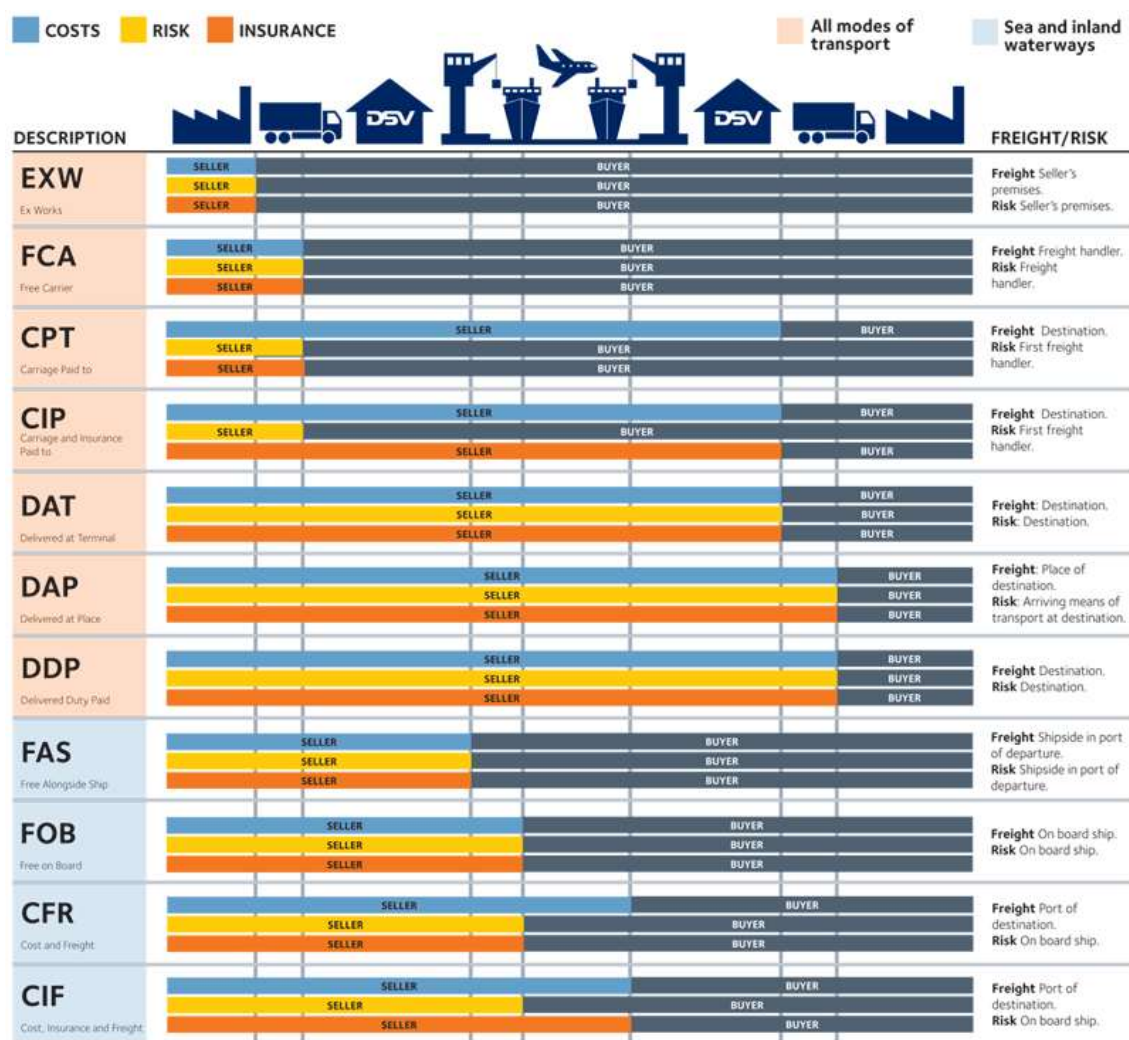 COSTS RISK INSURANCE
All modes of
transport
Sea and inland
waterways
DSV DSV
DESCRIPTION FREIGHT/RISK
EXW
Ex Works
SELLER BUYER
SELLER BUYER
SELLER BUYER
Freight Seller's
premises.
Risk Seller's premises.
FCA
Free Carrier
SELLER BUYER
SELLER BUYER
SELLER BUYER
Freight Freight handler.
Risk Freight
handler.
CPT
Carriage Paid to
SELLER BUYER
SELLER BUYER
SELLER BUYER
Freight Destination.
Risk First freight
handler.
CIP
Carriage and Insurance
Paid to
SELLER BUYER
SELLER BUYER
SELLER BUYER
Freight Destination.
Risk First freight
handler.
DAT
Delivered at Terminal
SELLER BUYER
SELLER BUYER
SELLER BUYER
Freight: Destination.
Risk: Destination.
DAP
Delivered at Place
SELLER BUYER
SELLER BUYER
SELLER BUYER
Freight: Place of
destination.
Risk: Arriving means of
transport at destination.
DDP
Delivered Duty Paid
SELLER BUYER
SELLER BUYER
SELLER BUYER
Freight Destination.
Risk Destination.
FAS
Free Alongside Ship
SELLER BUYER
SELLER BUYER
SELLER BUYER
Freight Shipside in port
of departure.
Risk Shipside in port of
departure.
FOB
Free on Board
SELLER BUYER
SELLER BUYER
SELLER BUYER
Freight On board ship.
Risk On board ship.
CFR
Cost and Freight
SELLER BUYER
SELLER BUYER
SELLER BUYER
Freight Port of
destination.
Risk On board ship.
CIF
Cost, Insurance and Freight
SELLER BUYER
SELLER BUYER
SELLER BUYER
Freight Port of
destination.
Risk On board ship.